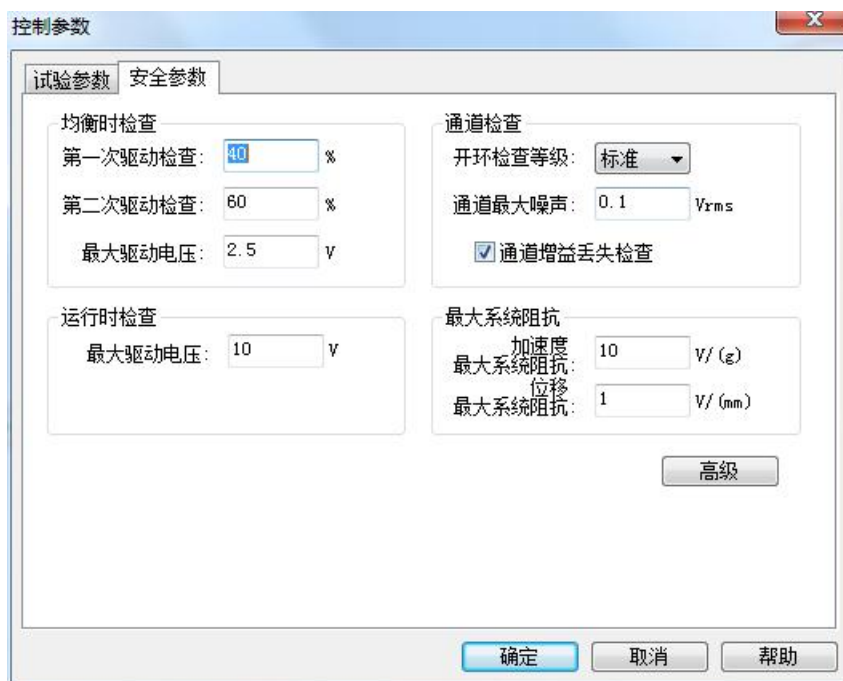 控制参数
试验参数 安全参数
均衡时检查
第一次驱动检查: 40 %
第二次驱动检查: 60 %
最大驱动电压: 2.5 V
通道检查
开环检查等级: 标准
通道最大噪声: 0.1 Vrms
通道增益丢失检查
运行时检查
最大驱动电压: 10 V
最大系统阻抗
加速度
最大系统阻抗: 10 V/(g)
位移
最大系统阻抗: 1 V/(mm)
高级
确定 取消 帮助